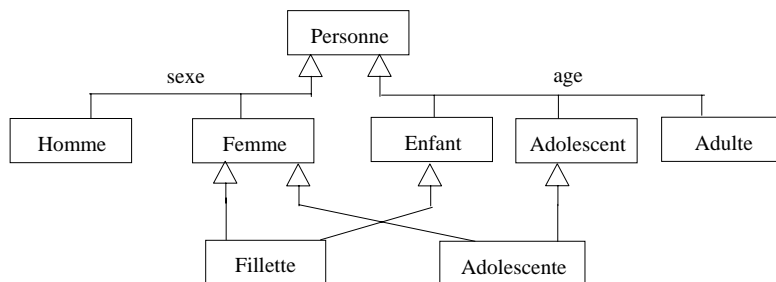 Personne
sexe
age
Homme
Femme
Enfant
Adolescent
Adulte
Fillette
Adolescente